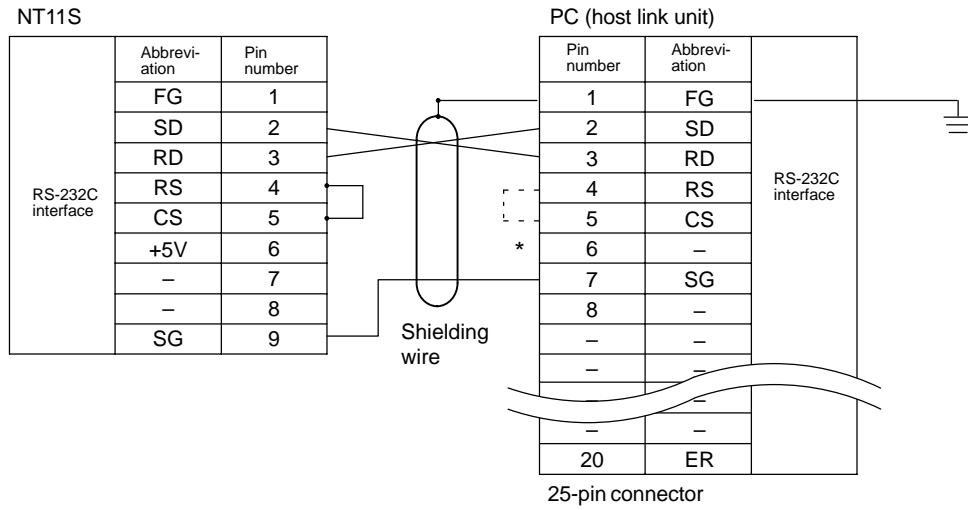 NT11S
PC (host link unit)
Abbrevi-
ation
Pin
number
RS-232C
interface
FG 1
SD 2
RD 3
RS 4
CS 5
+5V 6
– 7
– 8
SG 9
Shielding
wire
*
Pin
number
Abbrevi-
ation
RS-232C
interface
1 FG
2 SD
3 RD
4 RS
5 CS
6 –
7 SG
8 –
– –
– –
– –
– –
20 ER
25-pin connector